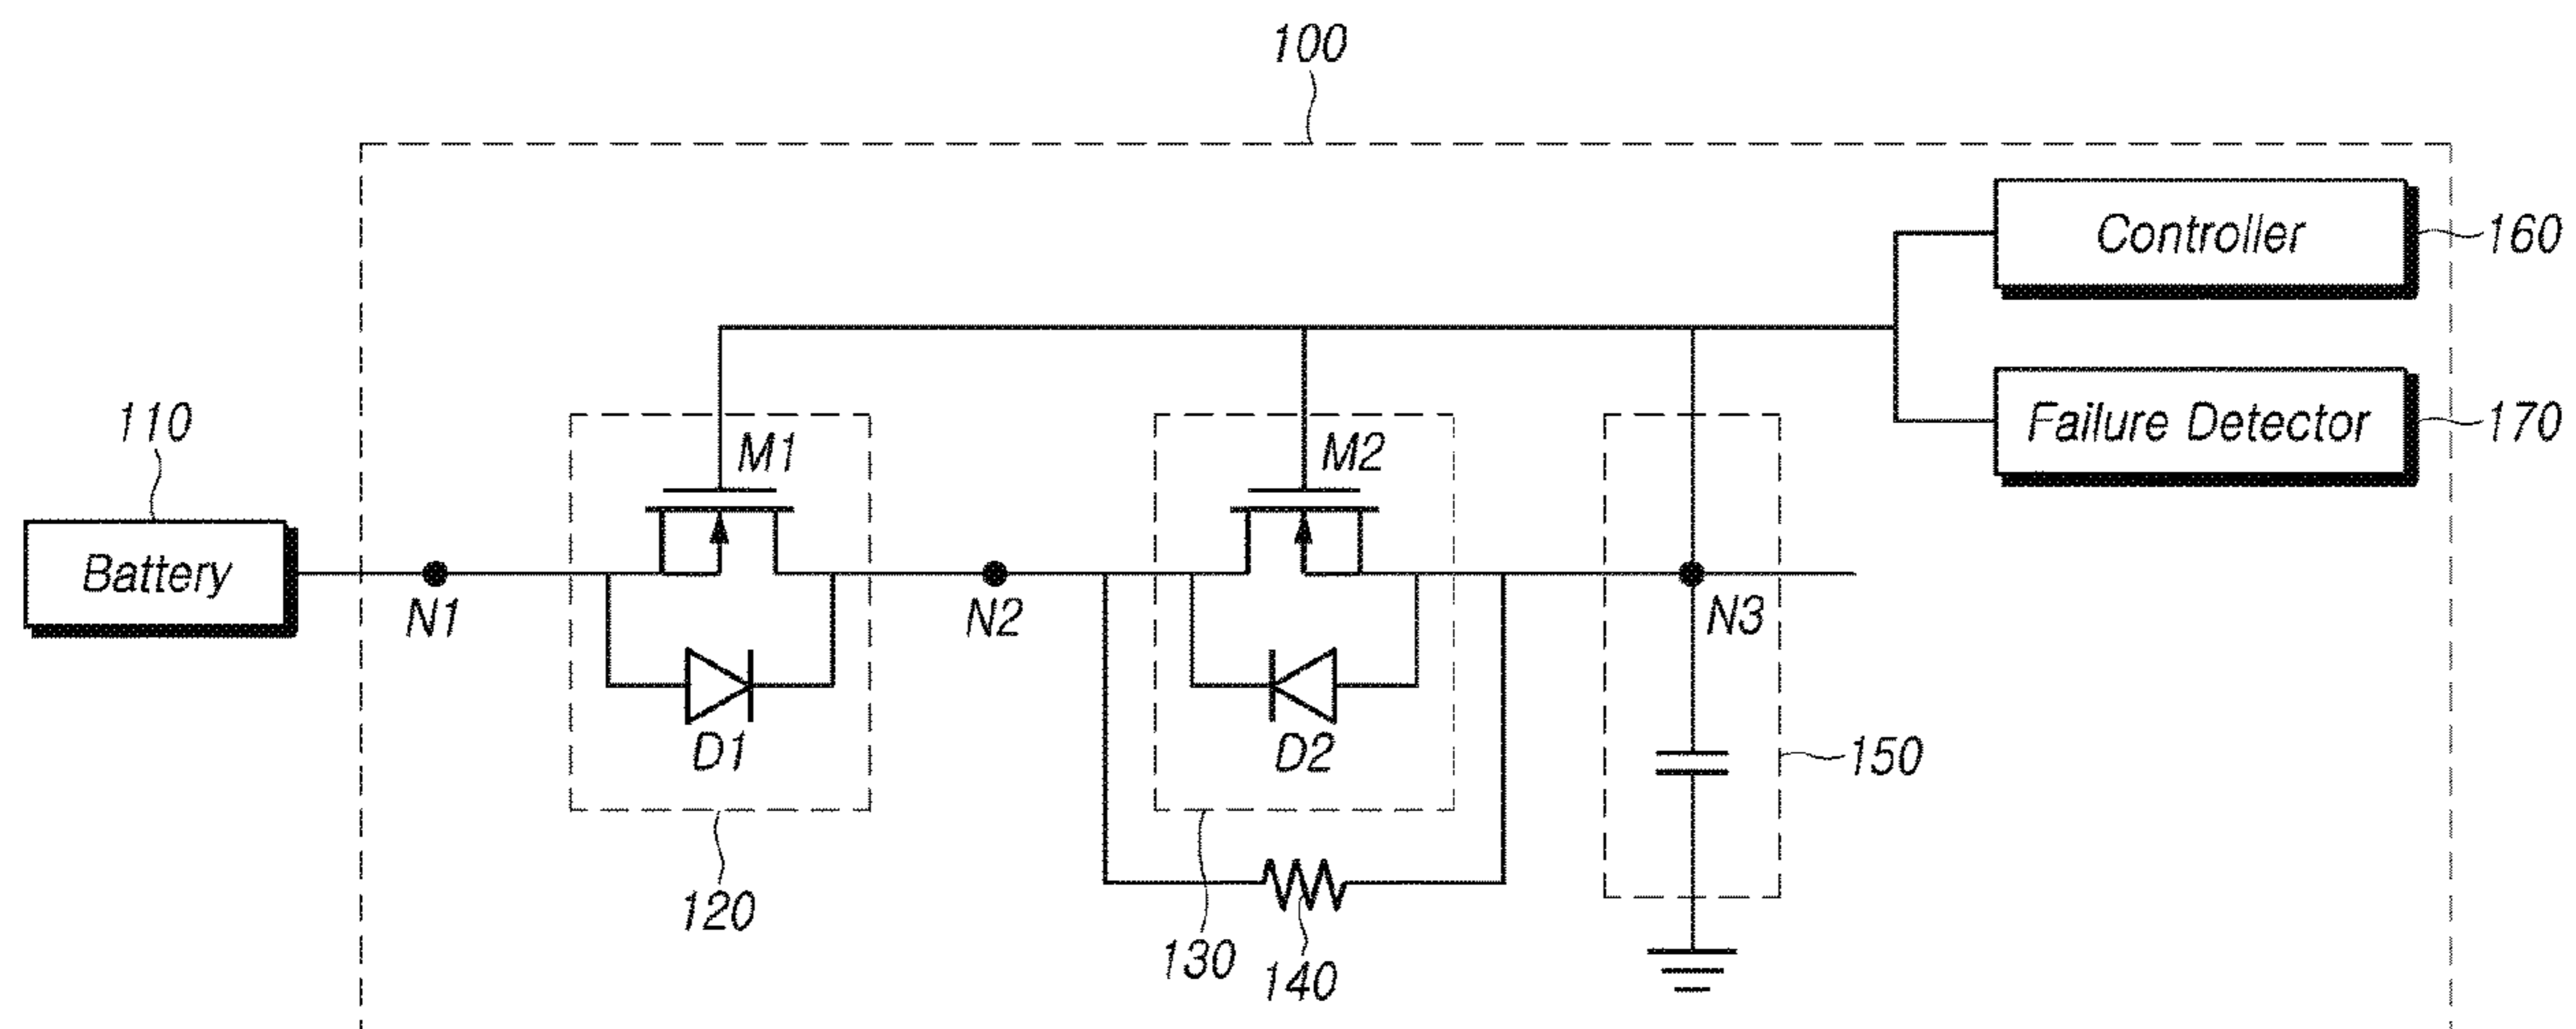 100
Controller
160
110
M1
M2
Failure Detector
170
Battery
N1
N2
N3
D1
D2
150
120
130
140